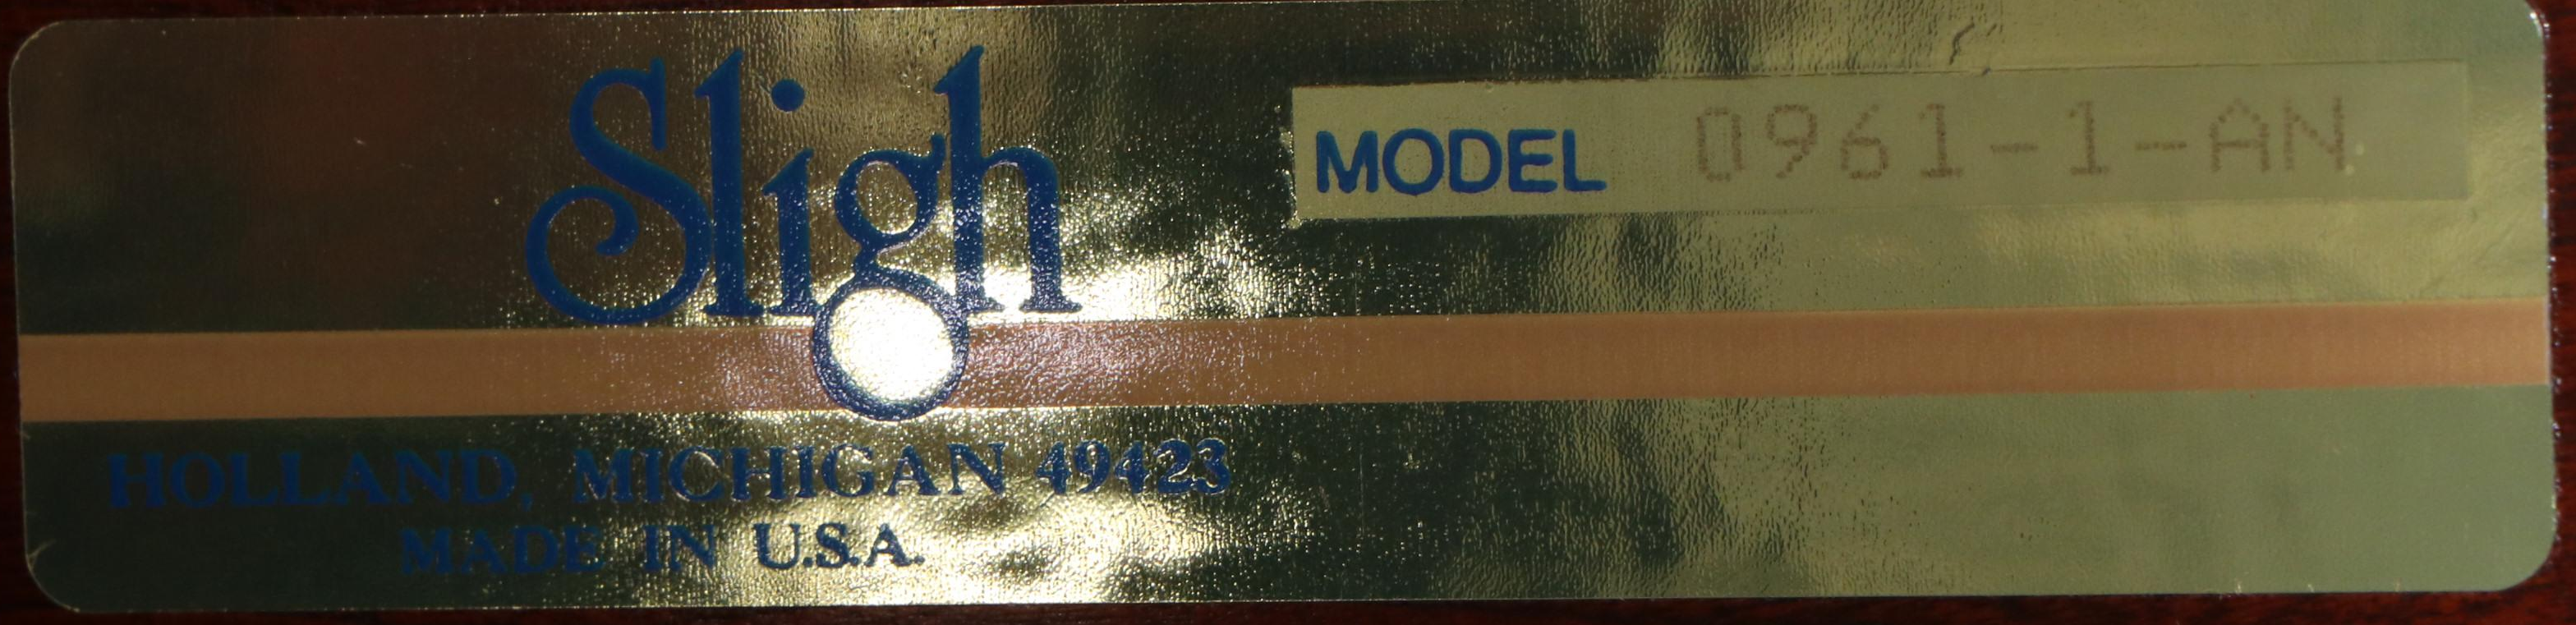 Sligh
MODEL 0961-1-AN
HOLLAND, MICHIGAN 49423
MADE IN U.S.A.